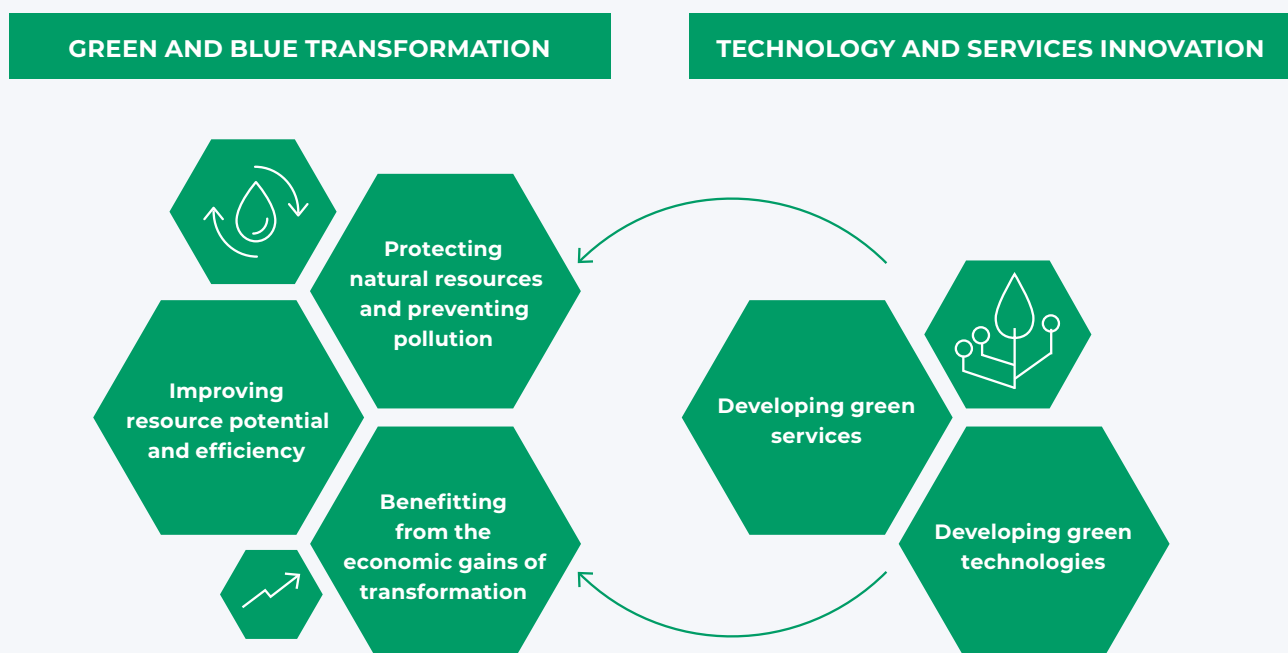 GREEN AND BLUE TRANSFORMATION
TECHNOLOGY AND SERVICES INNOVATION
Protecting
natural resources
and preventing
pollution
Improving
resource potential
and efficiency
Benefitting
from the
economic gains of
transformation
Developing green
services
Developing green
technologies